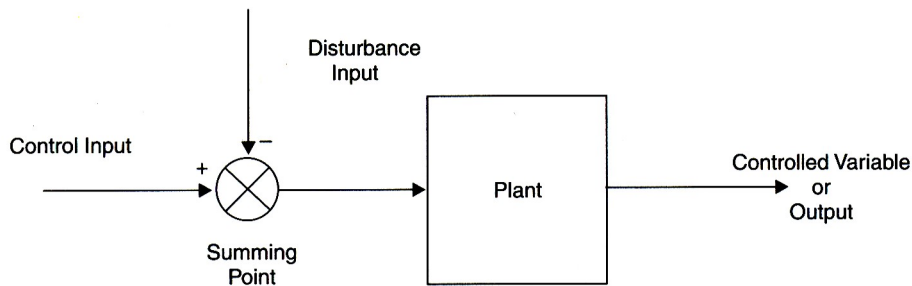 Disturbance
Input
Control Input
+
−
Summing
Point
Plant
Controlled Variable
or
Output